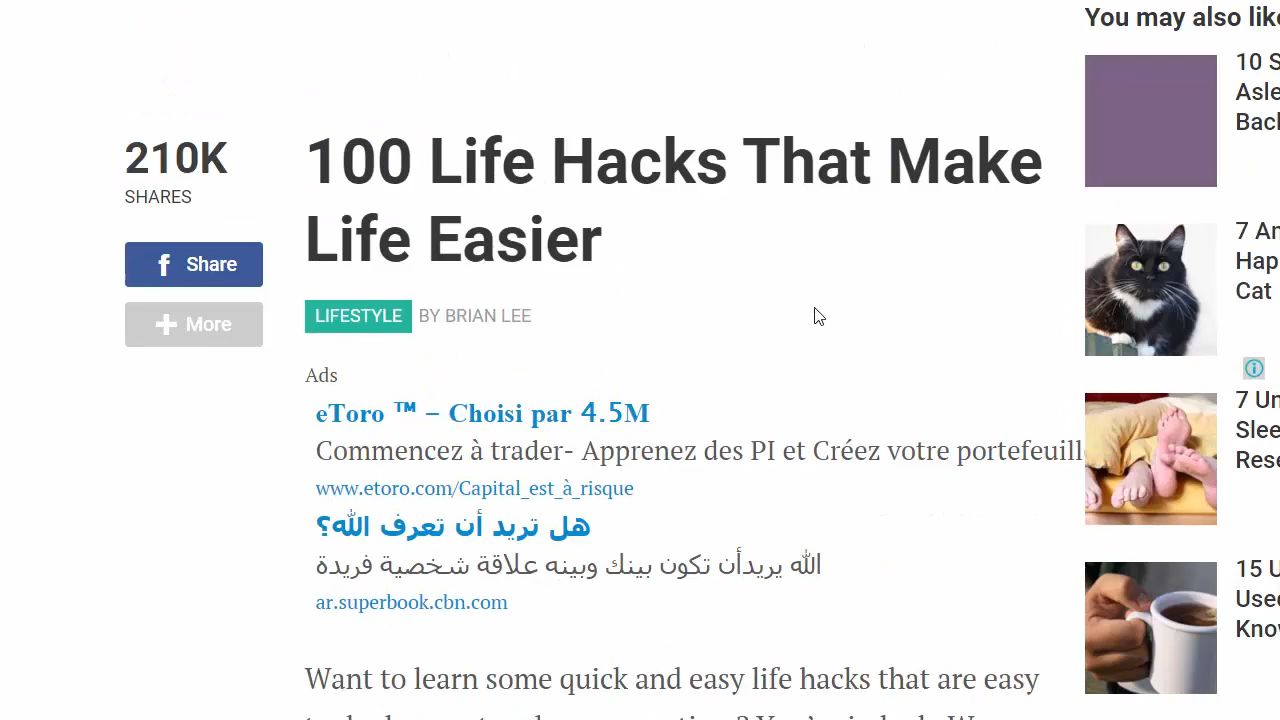 210K
SHARES
Share
More
100 Life Hacks That Make
Life Easier
LIFESTYLE BY BRIAN LEE
Ads
eToro ™ – Choisi par 4.5M
Commencez à trader- Apprenez des PI et Créez votre portefeuill
www.etoro.com/Capital_est_à_risque
هل تريد أن تعرف الله؟
الله يريدأن تكون بينك وبينه علاقة شخصية فريدة
ar.superbook.cbn.com
Want to learn some quick and easy life hacks that are easy
You may also like
10 S
Asle
Back
7 An
Hap
Cat
7 Un
Slee
Rese
15 U
Used
Know